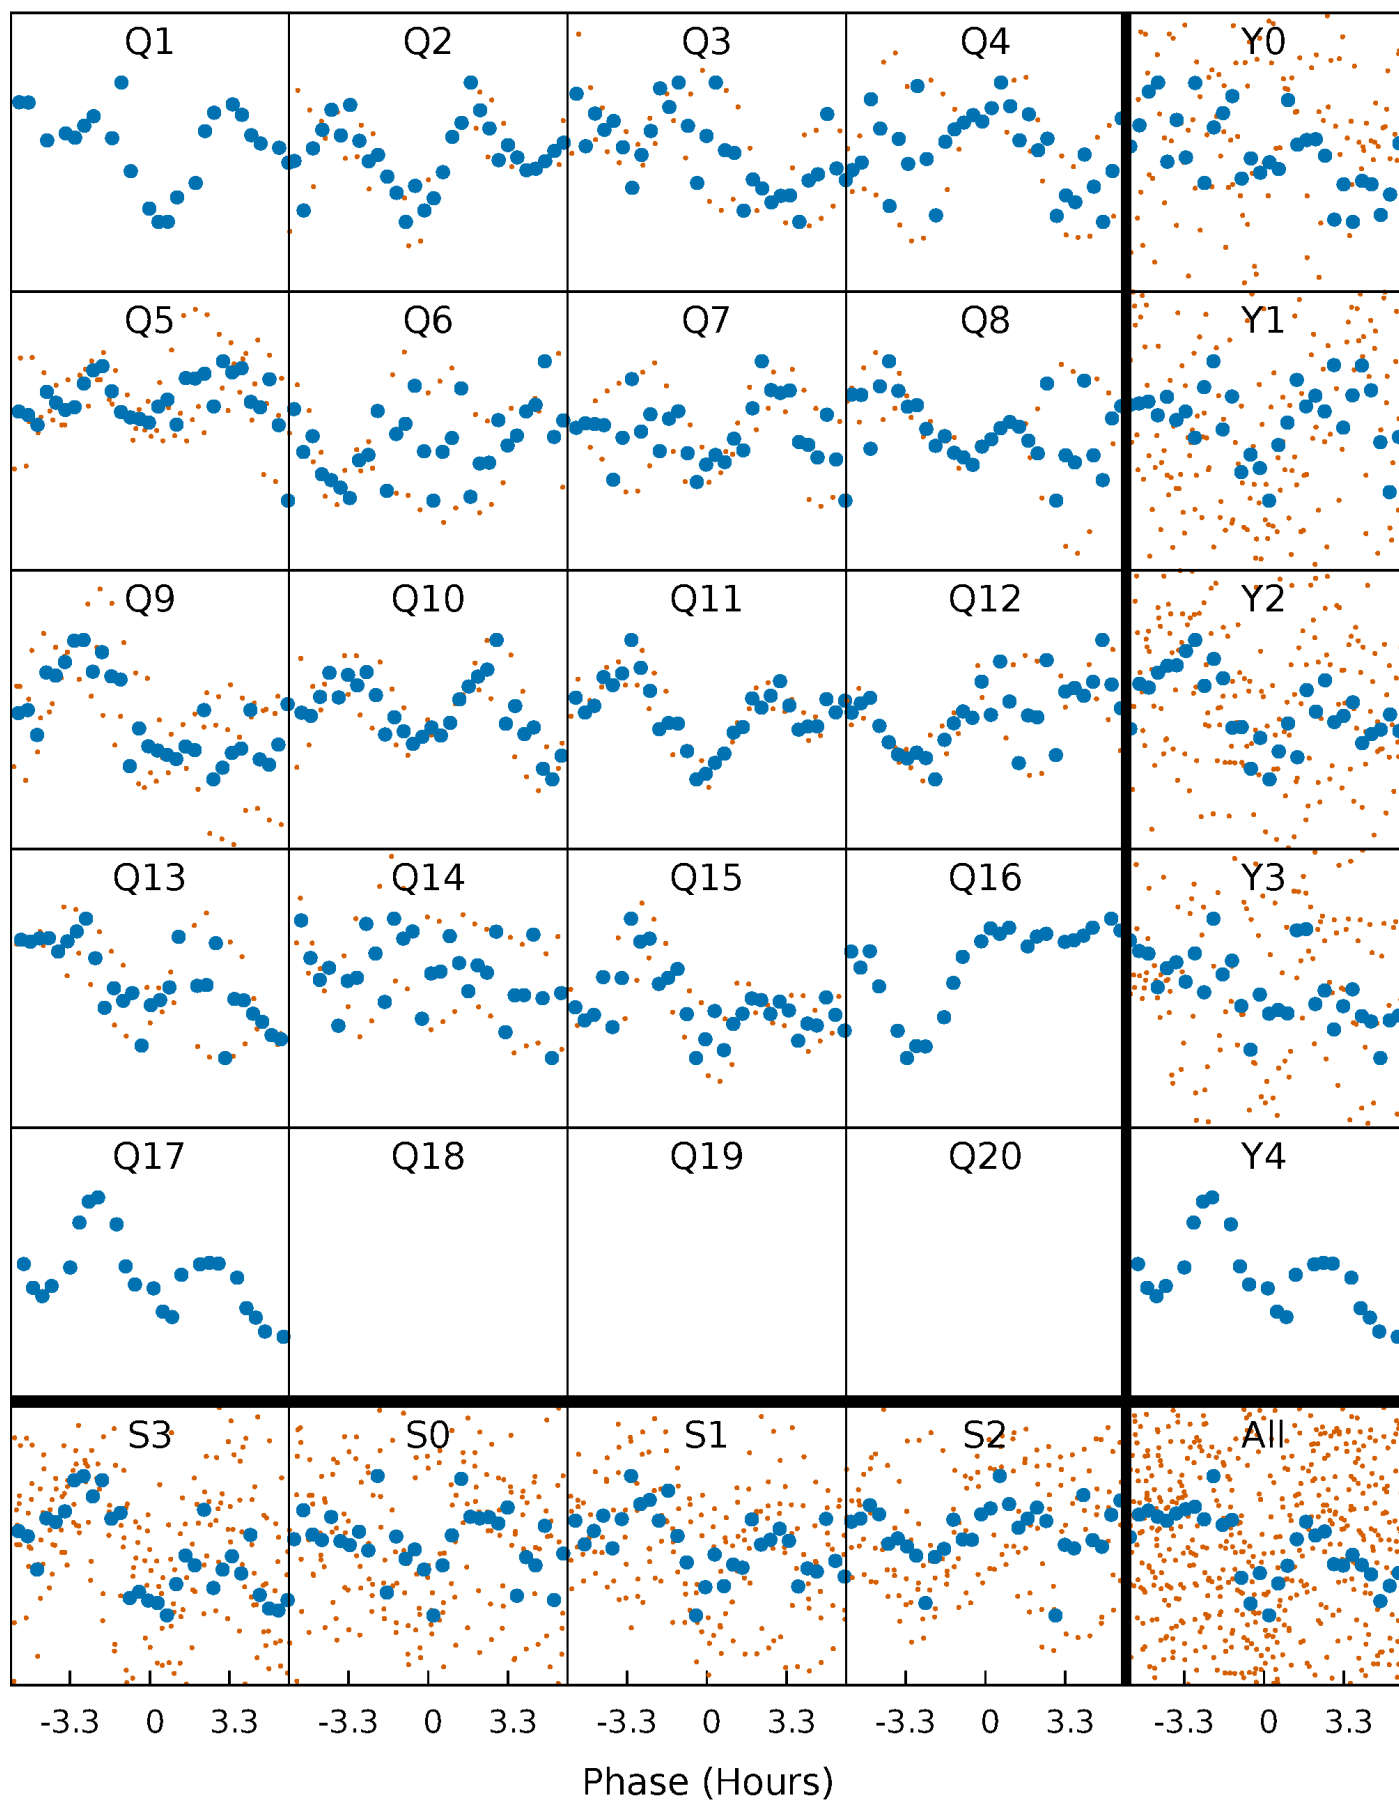 Q1 Q2 Q3 Q4 Y0
Q5 Q6 Q7 Q8 Y1
Q9 Q10 Q11 Q12 Y2
Q13 Q14 Q15 Q16 Y3
Q17 Q18 Q19 Q20 Y4
S3 S0 S1 S2 All
-3.3 0 3.3 -3.3 0 3.3 -3.3 0 3.3 -3.3 0 3.3 -3.3 0 3.3
Phase (Hours)